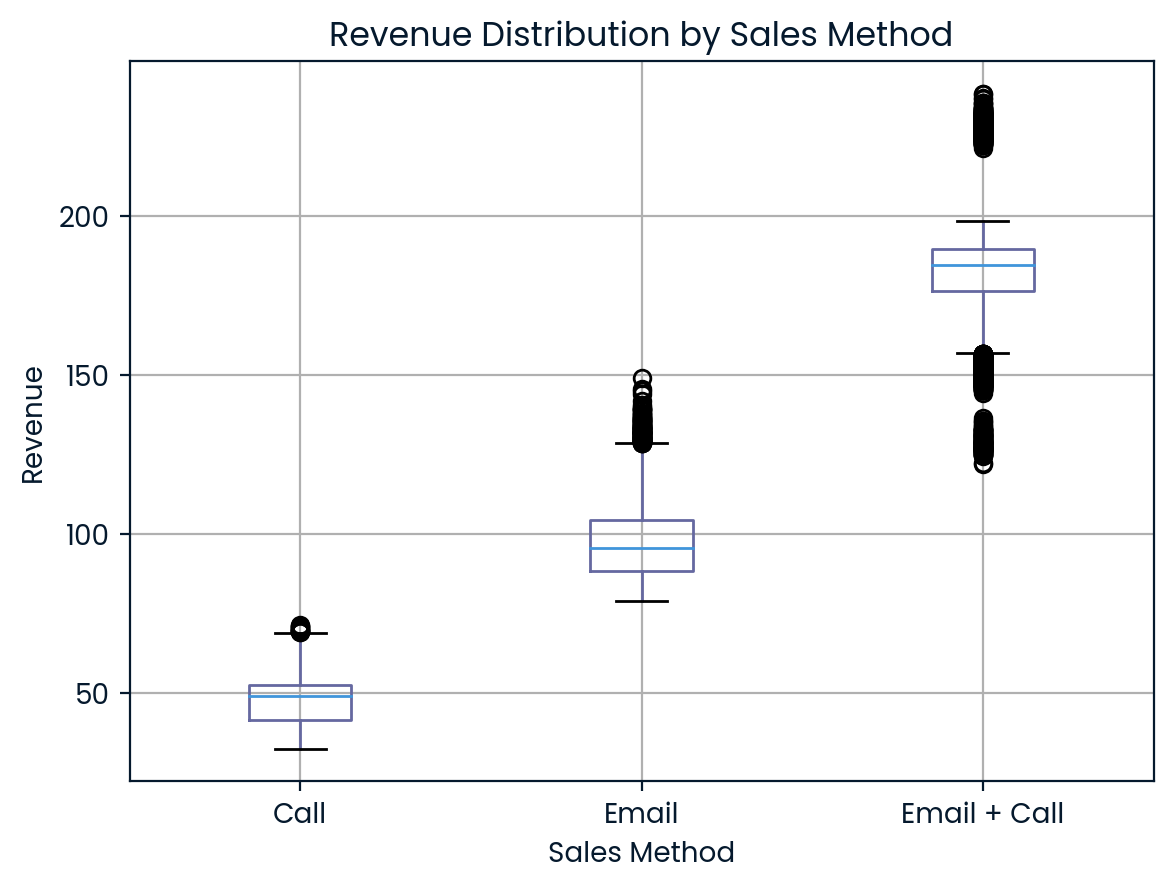 Revenue Distribution by Sales Method
Revenue
200
150
100
50
Call
Email
Email + Call
Sales Method